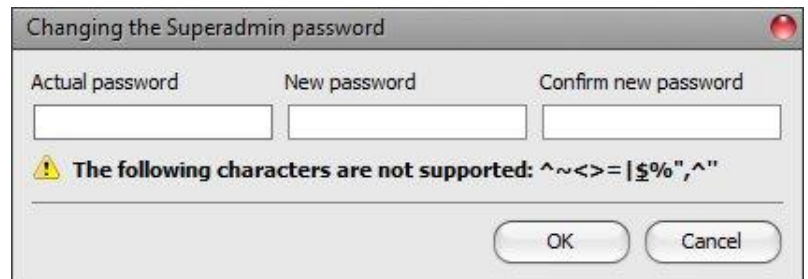 Changing the Superadmin password
Actual password New password Confirm new password
The following characters are not supported: ^~<>=|$%",^"
OK Cancel